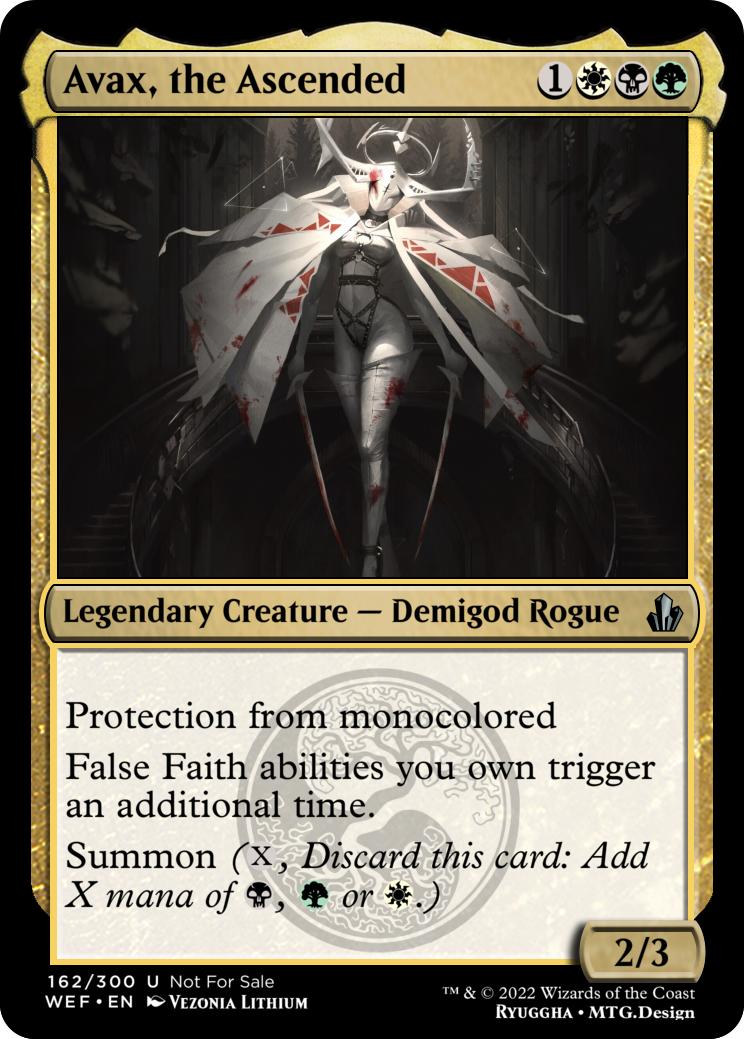 Avax, the Ascended 1
Legendary Creature — Demigod Rogue
Protection from monocolored
False Faith abilities you own trigger
an additional time.
Summon (X, Discard this card: Add
X mana of , or .)
2/3
162/300 U Not For Sale
WEF • EN Vezonia Lithium
™ & © 2022 Wizards of the Coast
Ryuggha • MTG.Design